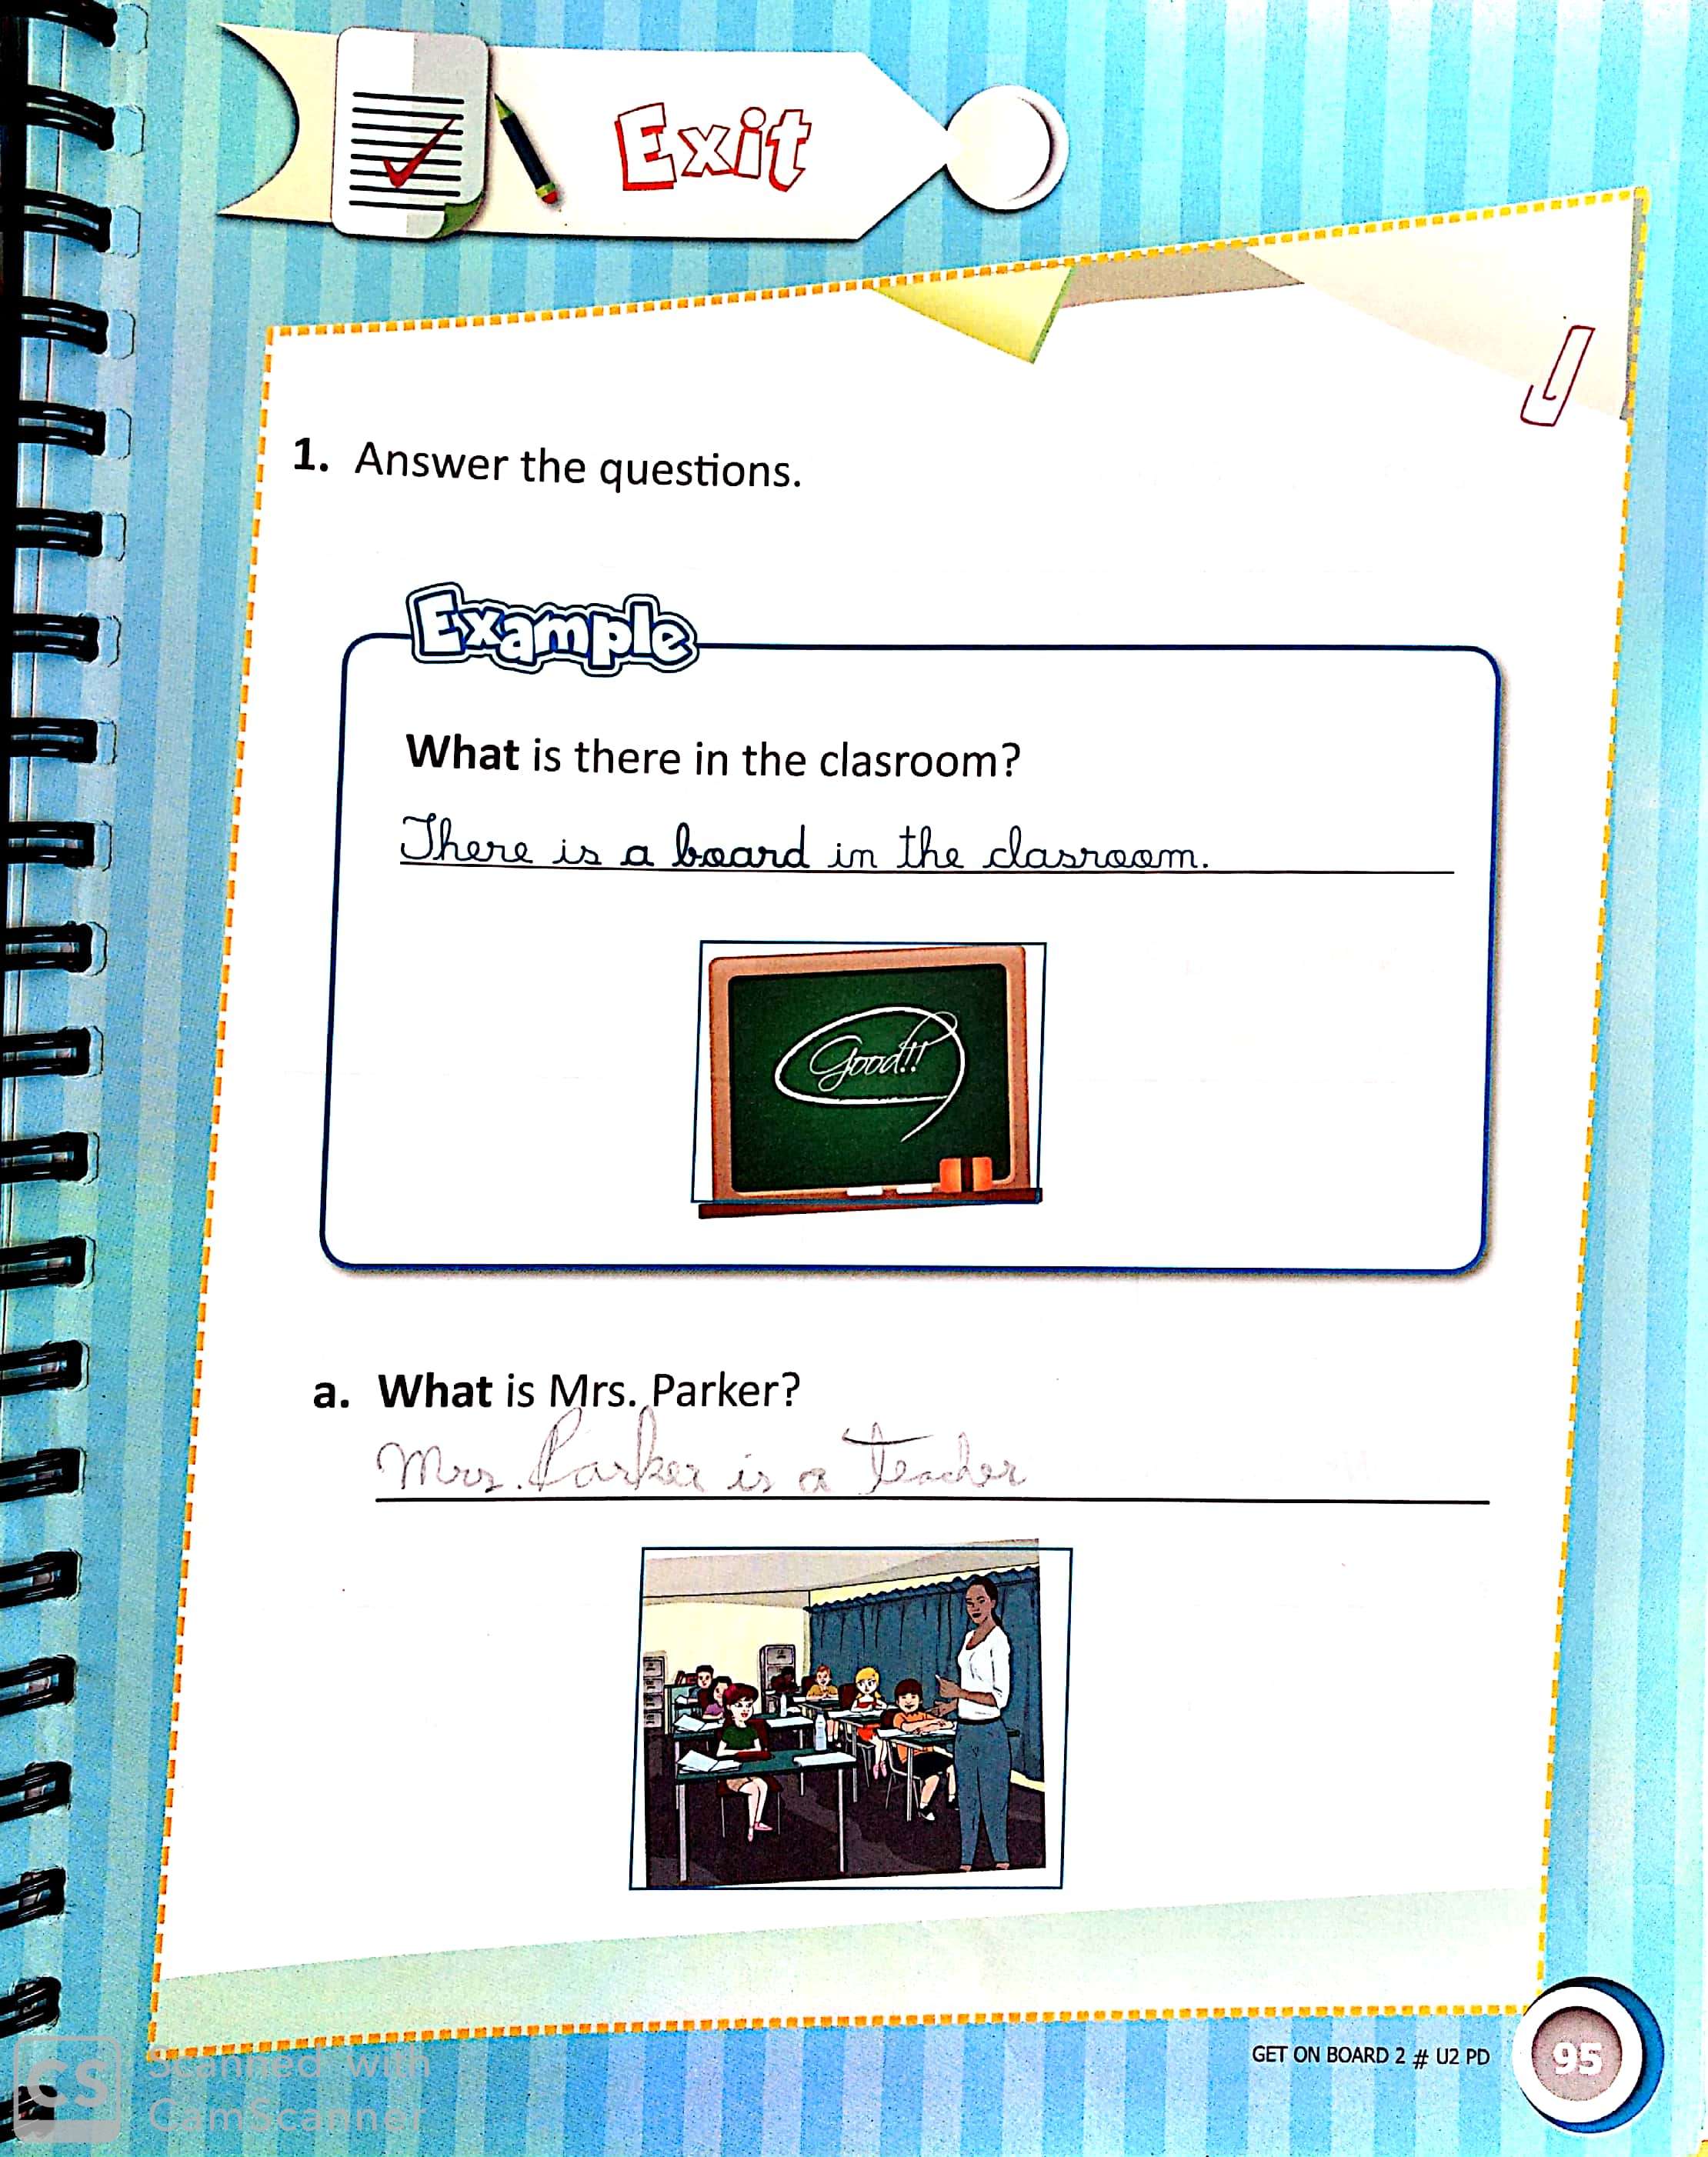 Exit
1. Answer the questions.
Example
What is there in the clasroom?
There is a board in the clasroom.
Good!!
a. What is Mrs. Parker?
Mrs. Parker is a teacher
GET ON BOARD 2 # U2 PD
95
CS
Scanned with
CamScanner